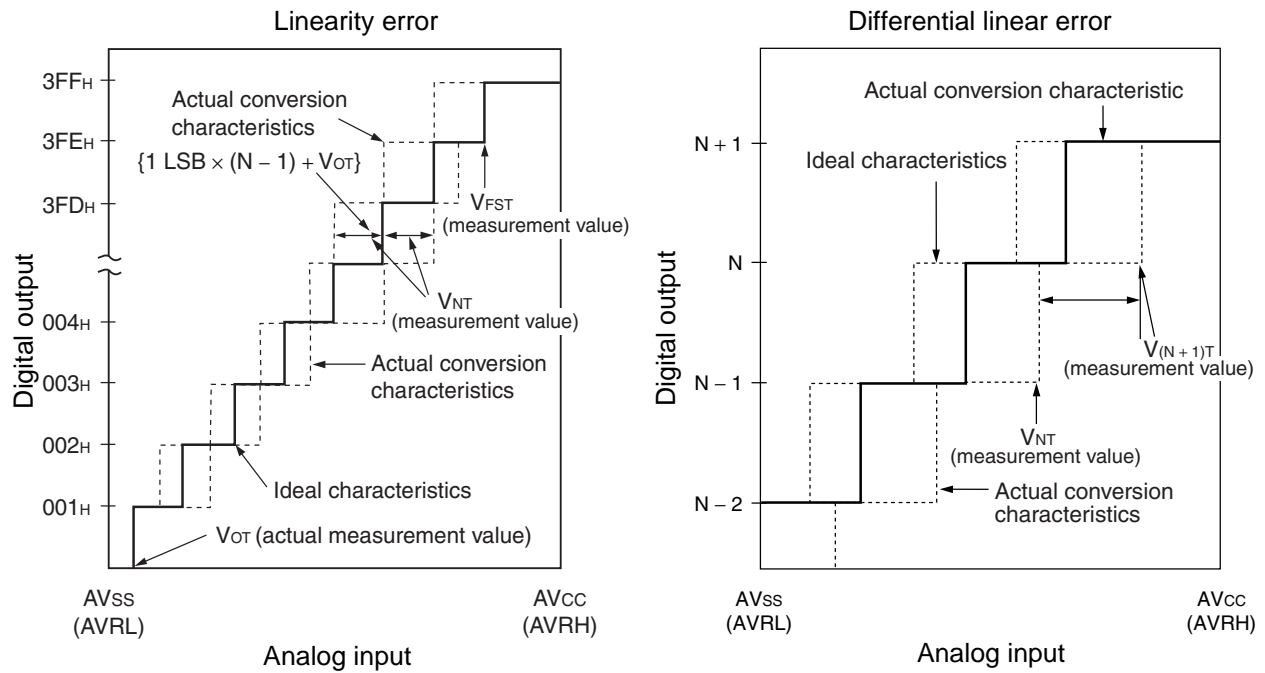 Linearity error
3FFH
3FEH
3FDH
004H
003H
002H
001H
Digital output
Actual conversion
characteristics
{1 LSB × (N − 1) + VOT}
VFST
(measurement value)
VNT
(measurement value)
Actual conversion
characteristics
Ideal characteristics
VOT (actual measurement value)
AVSS
(AVRL)
AVCC
(AVRH)
Analog input
Differential linear error
N + 1
N
N − 1
N − 2
Digital output
Actual conversion characteristic
Ideal characteristics
V(N + 1)T
(measurement value)
VNT
(measurement value)
Actual conversion
characteristics
AVSS
(AVRL)
AVCC
(AVRH)
Analog input